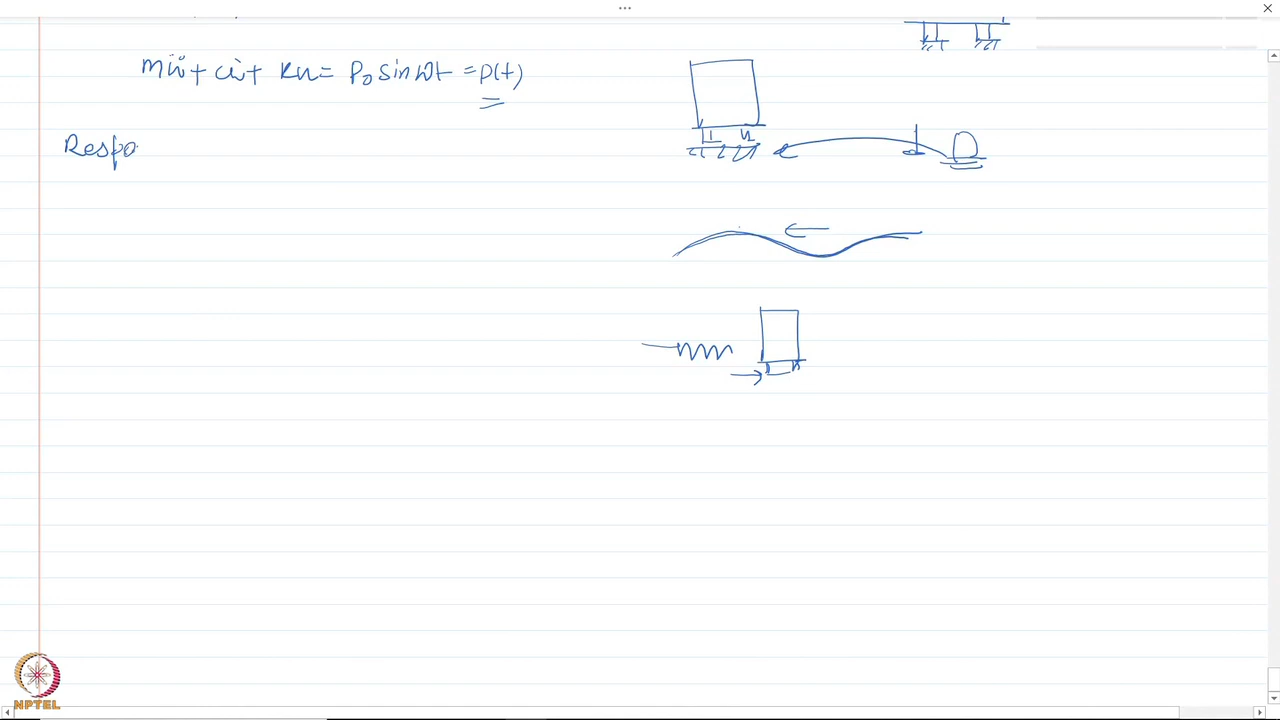 mü + cu̇ + ku = P₀ sin ωt = p(t)
Respo
NPTEL